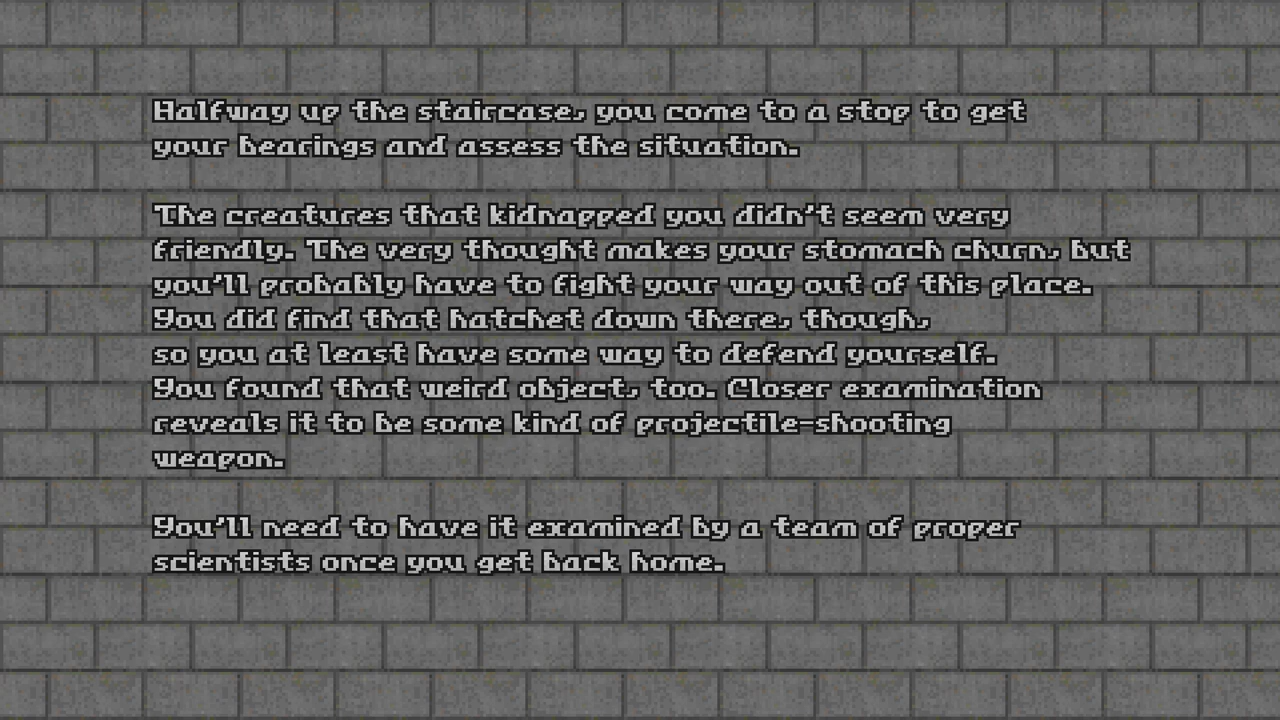 Halfway up the staircase, you come to a stop to get
your bearings and assess the situation.
The creatures that kidnapped you didn't seem very
friendly. The very thought makes your stomach churn, but
you'll probably have to fight your way out of this place.
You did find that hatchet down there, though,
so you at least have some way to defend yourself.
You found that weird object, too. Closer examination
reveals it to be some kind of projectile-shooting
weapon.
You'll need to have it examined by a team of proper
scientists once you get back home.